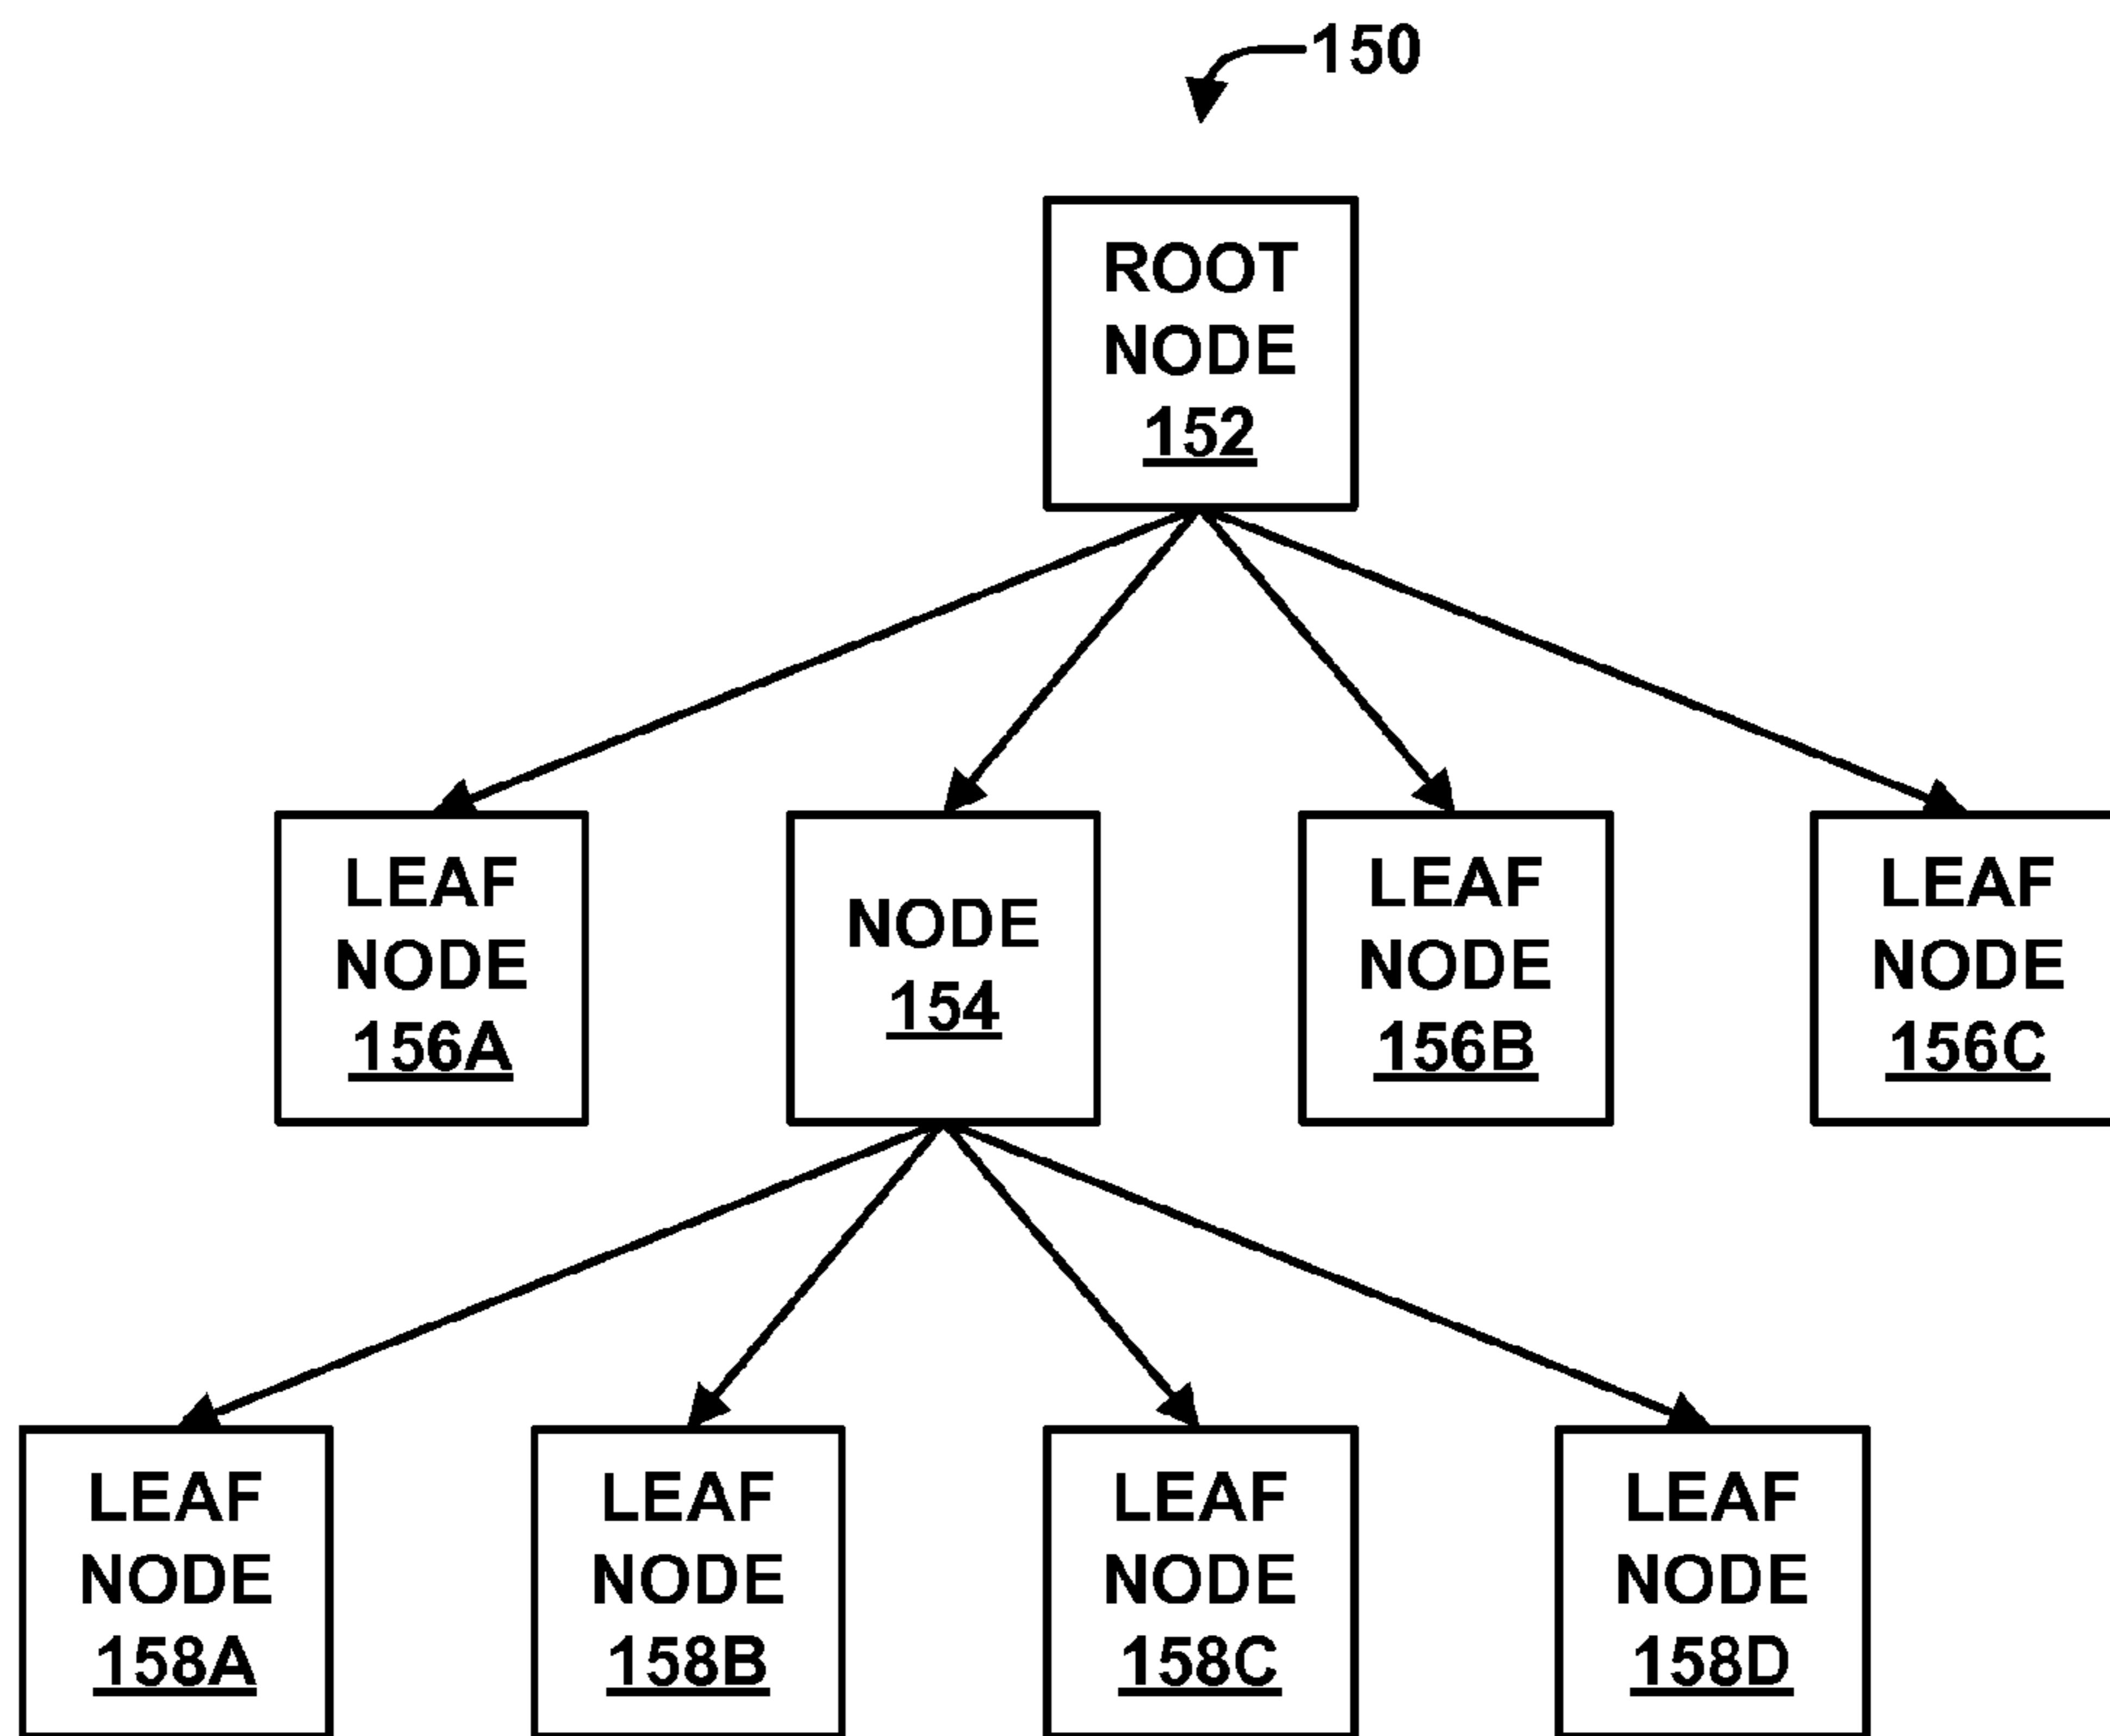 150
ROOT
NODE
152
LEAF
NODE
156A
NODE
154
LEAF
NODE
156B
LEAF
NODE
156C
LEAF
NODE
158A
LEAF
NODE
158B
LEAF
NODE
158C
LEAF
NODE
158D